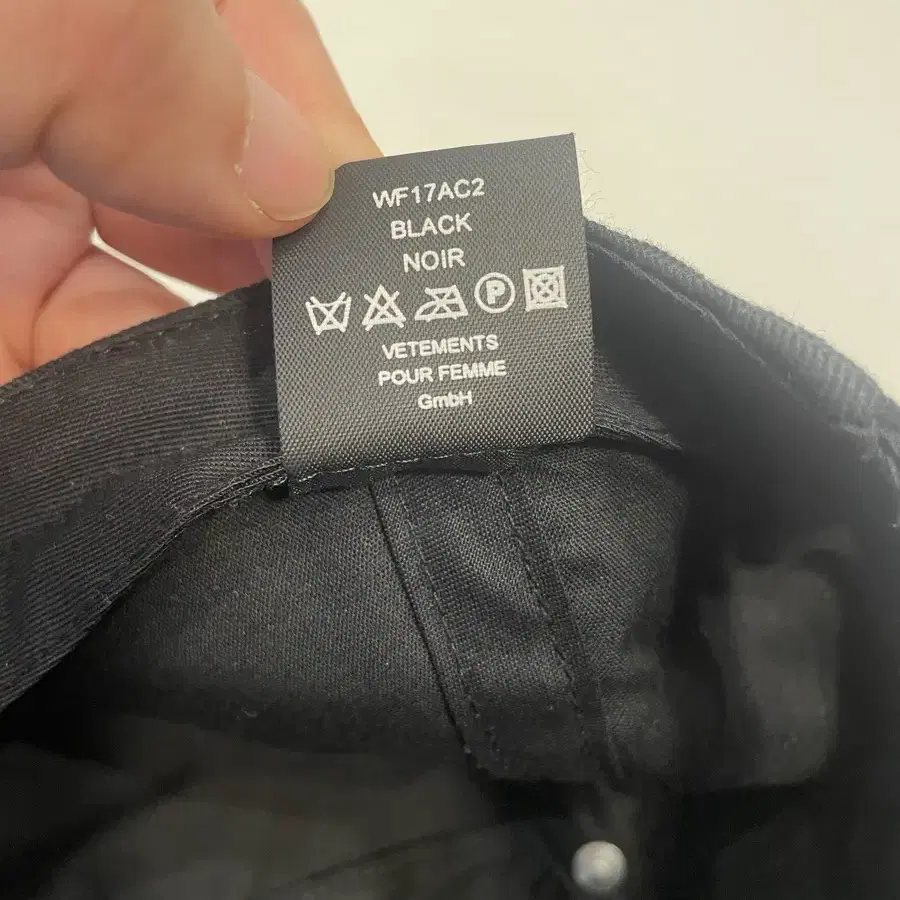 WF17AC2
BLACK
NOIR
P
VETEMENTS
POUR FEMME
GmbH